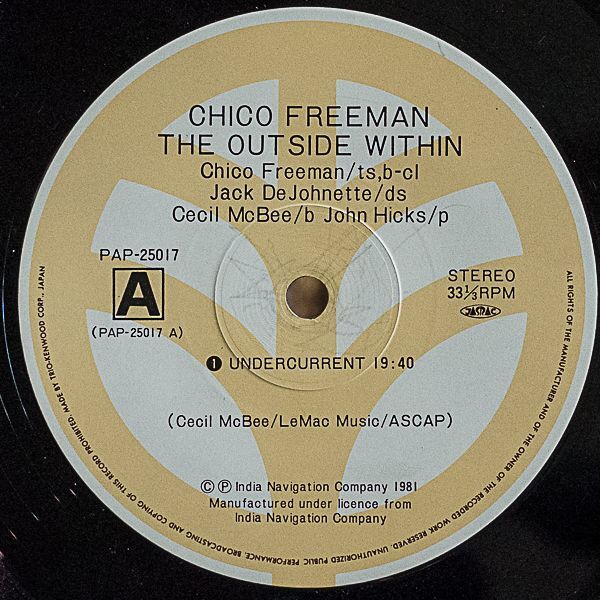 CHICO FREEMAN
THE OUTSIDE WITHIN
Chico Freeman/ts,b-cl
Jack DeJohnette/ds
Cecil McBee/b John Hicks/p
PAP-25017
A
(PAP-25017 A)
STEREO
33⅓RPM
JASRAC
❶ UNDERCURRENT 19:40
(Cecil McBee/LeMac Music/ASCAP)
Ⓒ Ⓟ India Navigation Company 1981
Manufactured under licence from
India Navigation Company
ALL RIGHTS OF THE MANUFACTURER AND OF THE OWNER OF THE RECORDED WORK RESERVED. UNAUTHORIZED PUBLIC PERFORMANCE, BROADCASTING AND COPYING OF THIS RECORD PROHIBITED. MADE BY TRIO-KENWOOD CORP., JAPAN